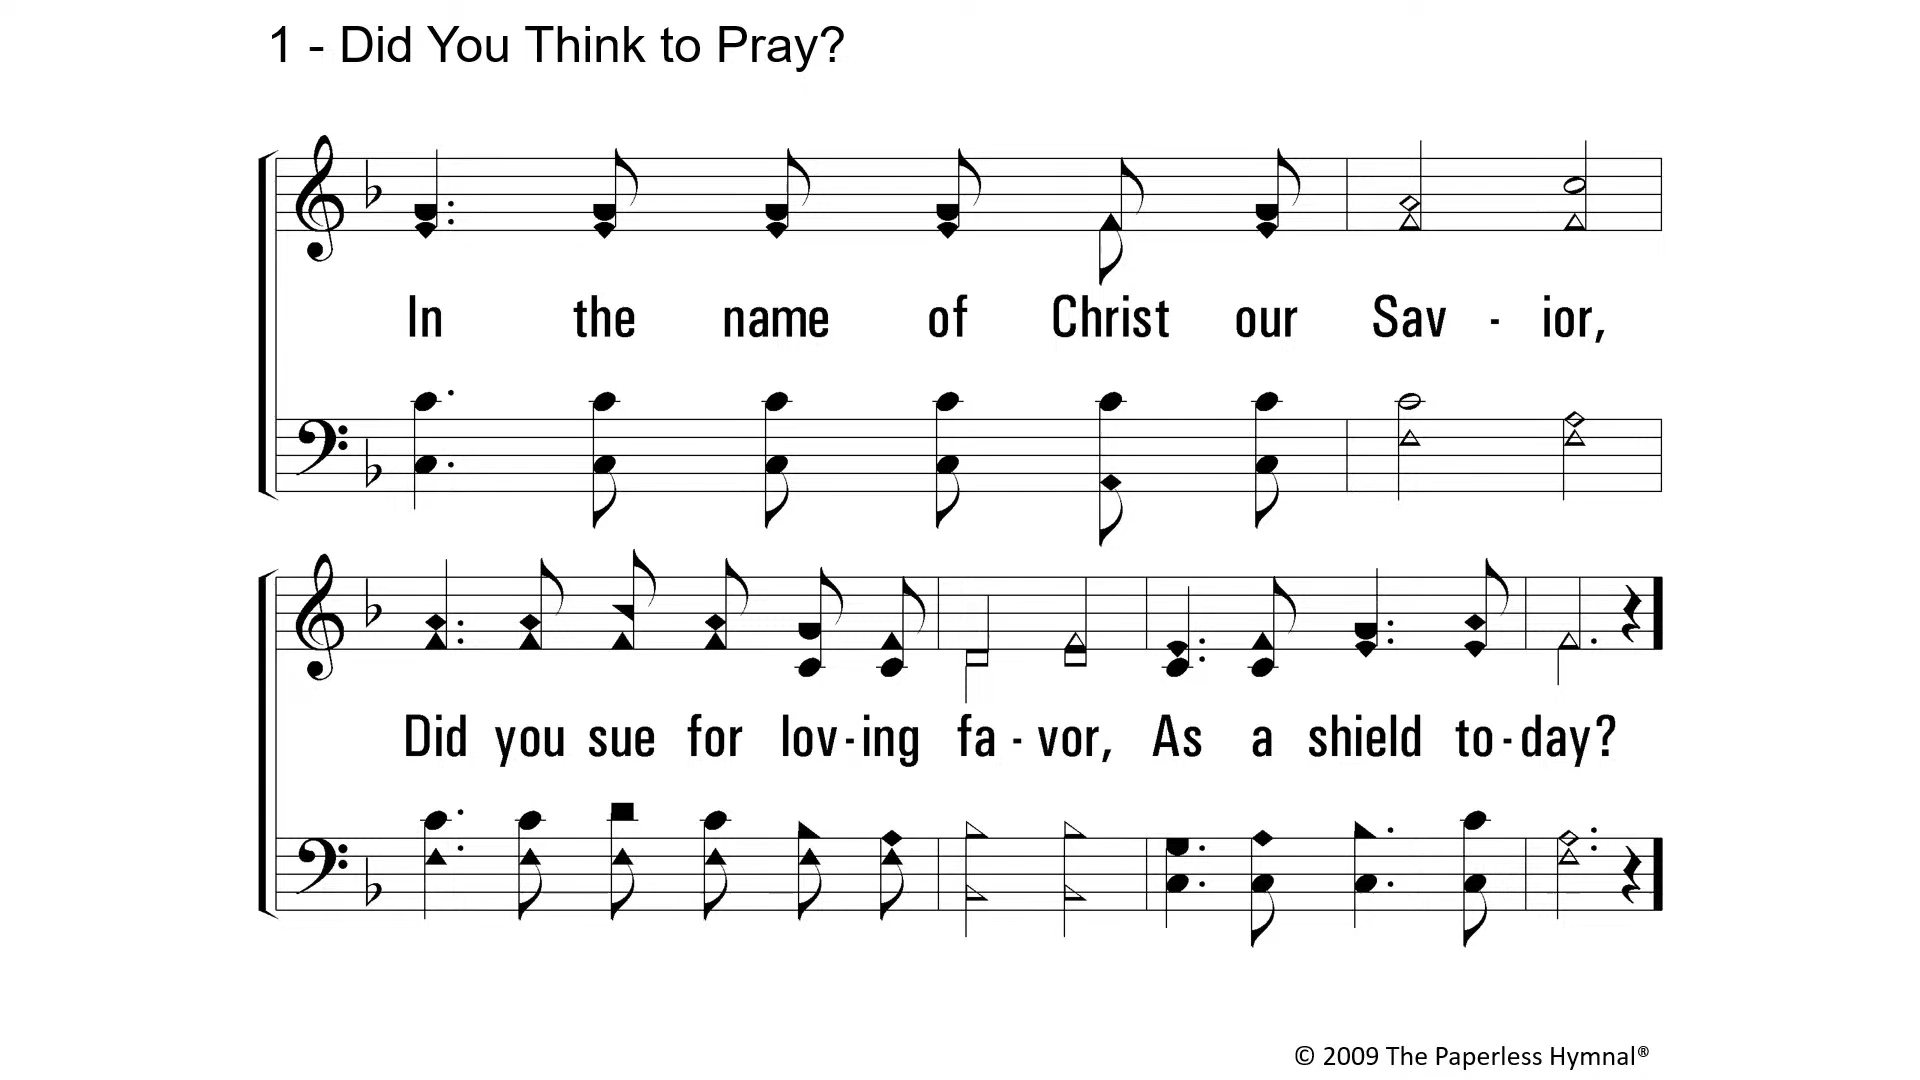 1 - Did You Think to Pray?
In the name of Christ our Sav - ior,
Did you sue for lov - ing fa - vor, As a shield to - day?
© 2009 The Paperless Hymnal®